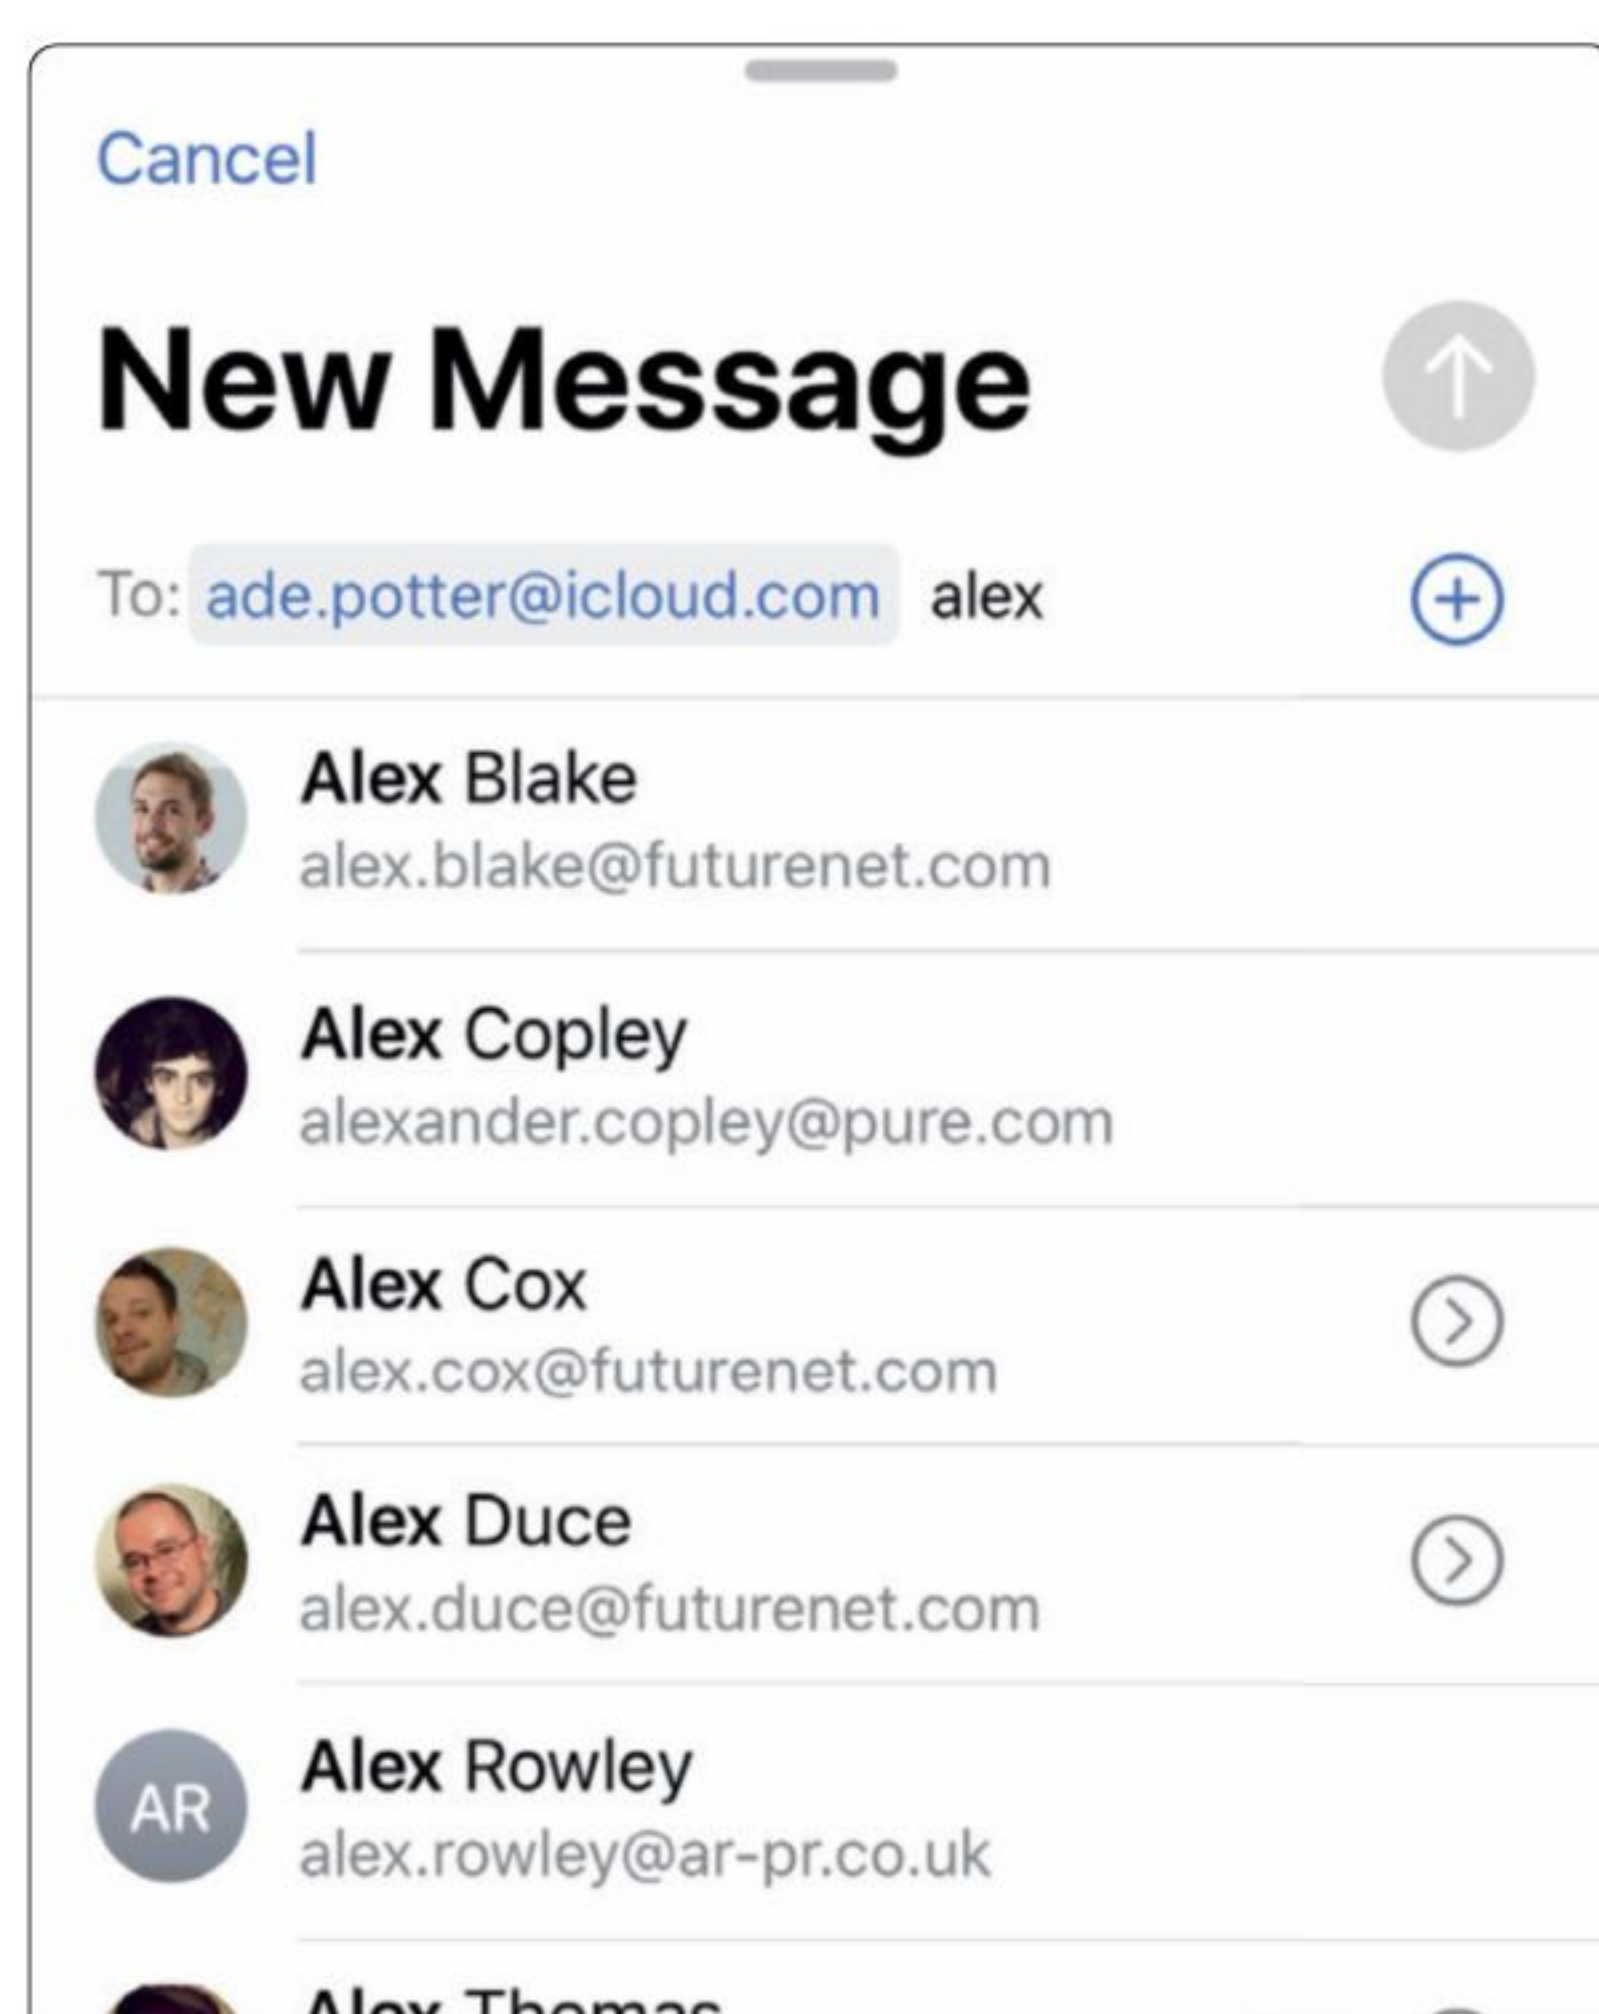 Cancel
New Message
To: ade.potter@icloud.com alex
Alex Blake
alex.blake@futurenet.com
Alex Copley
alexander.copley@pure.com
Alex Cox
alex.cox@futurenet.com
Alex Duce
alex.duce@futurenet.com
AR
Alex Rowley
alex.rowley@ar-pr.co.uk
Alex Thomas